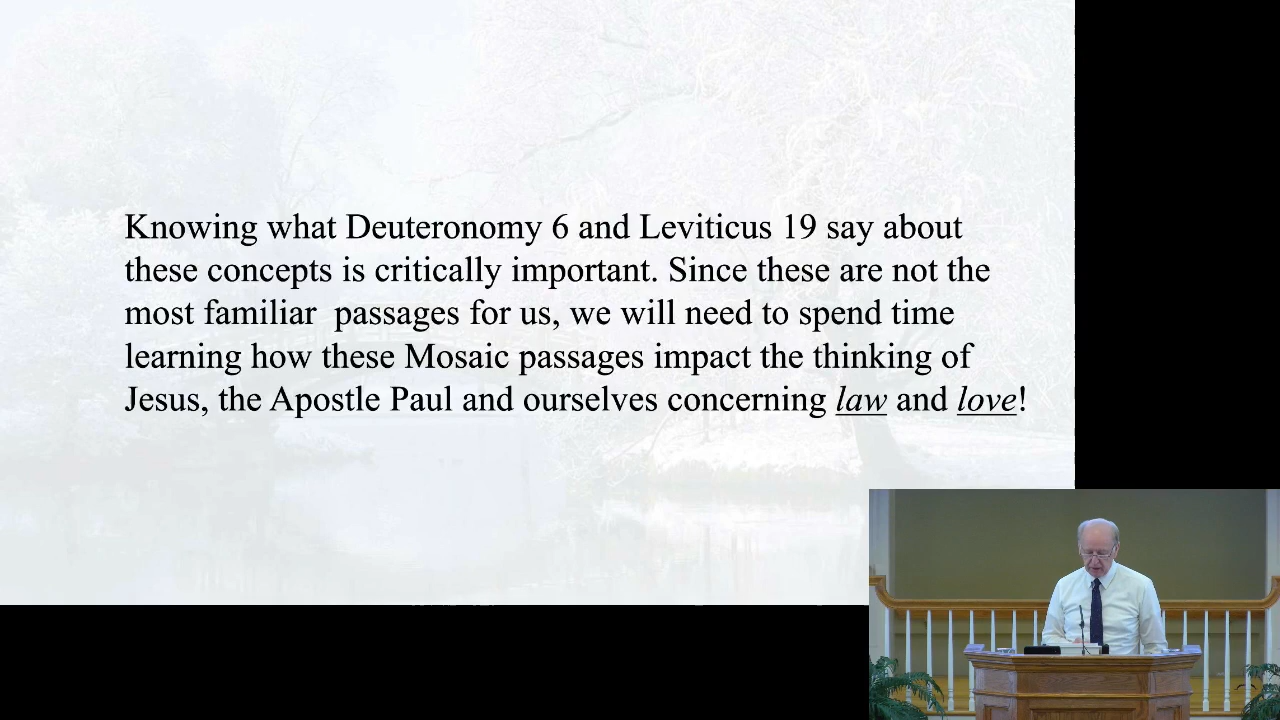 Knowing what Deuteronomy 6 and Leviticus 19 say about
these concepts is critically important. Since these are not the
most familiar  passages for us, we will need to spend time
learning how these Mosaic passages impact the thinking of
Jesus, the Apostle Paul and ourselves concerning law and love!